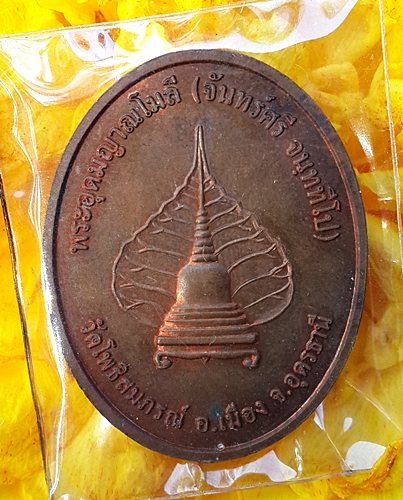 พระอุดมญาณโมลี (จันทร์ศรี จนฺททีโป)
วัดโพธิสมภรณ์ อ.เมือง จ.อุดรธานี